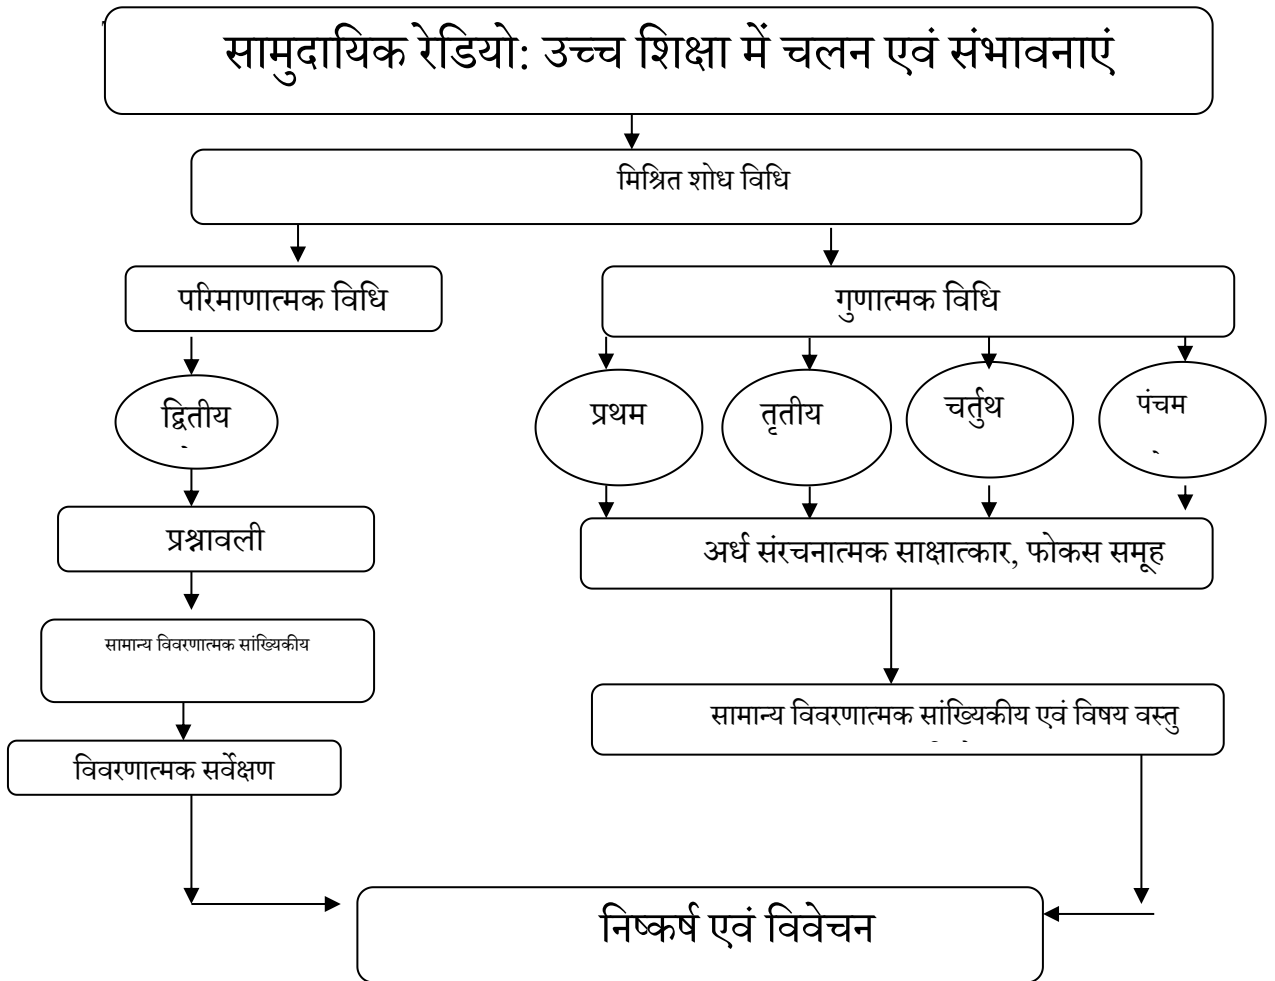 सामुदायिक रेडियो: उच्च शिक्षा में चलन एवं संभावनाएं
मिश्रित शोध विधि
परिमाणात्मक विधि
गुणात्मक विधि
द्वितीय
प्रथम
तृतीय
चर्तुथ
पंचम
प्रश्नावली
अर्ध संरचनात्मक साक्षात्कार, फोकस समूह
सामान्य विवरणात्मक सांख्यिकीय
सामान्य विवरणात्मक सांख्यिकीय एवं विषय वस्तु
विवरणात्मक सर्वेक्षण
निष्कर्ष एवं विवेचन